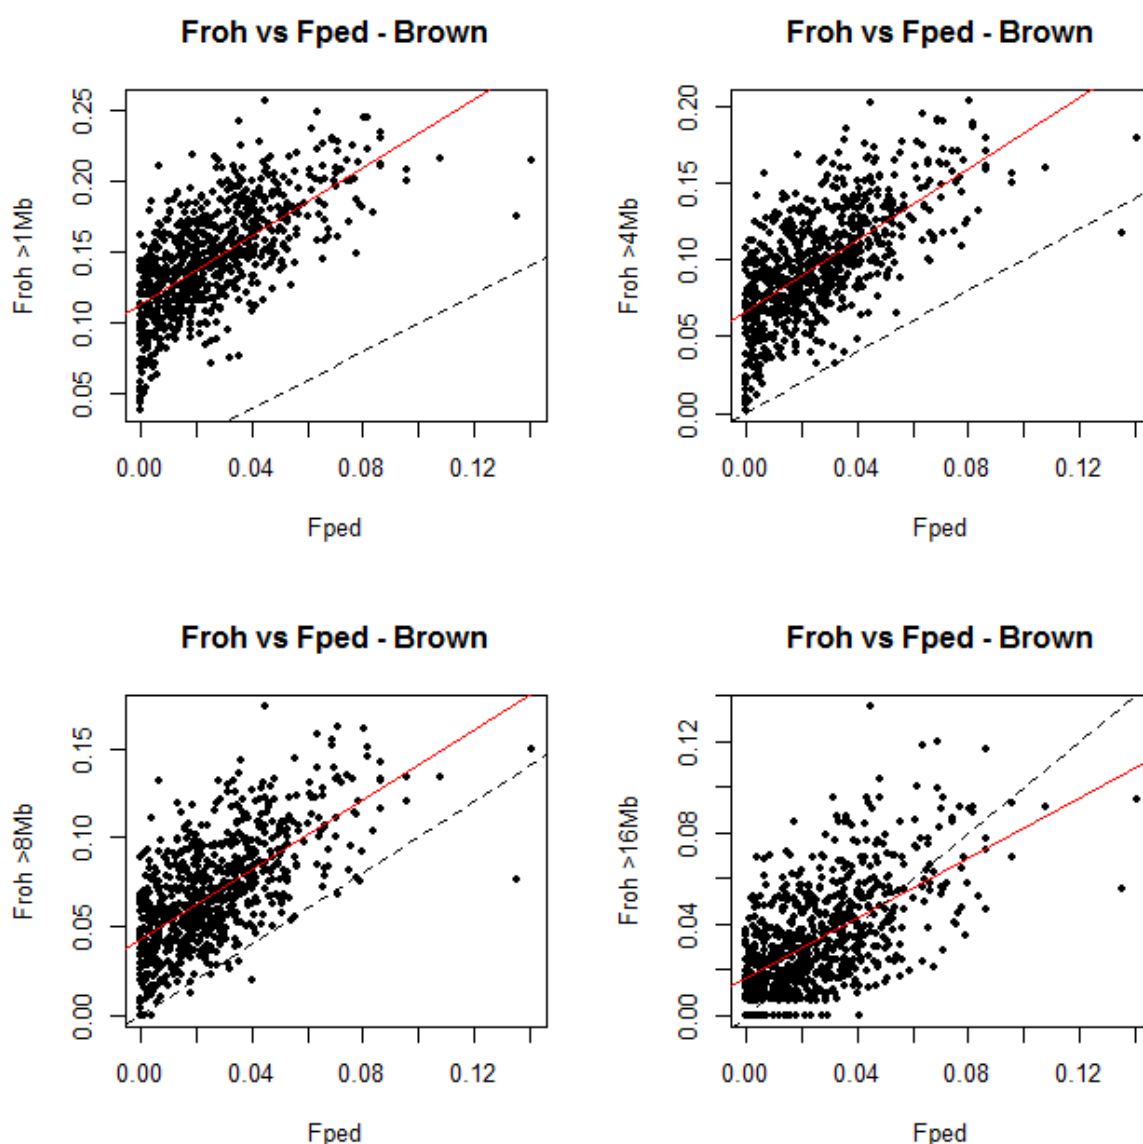 Froh vs Fped - Brown
Froh >1Mb
0.25
0.20
0.15
0.10
0.05
0.00 0.04 0.08 0.12
Fped
Froh vs Fped - Brown
Froh >4Mb
0.20
0.15
0.10
0.05
0.00
0.00 0.04 0.08 0.12
Fped
Froh vs Fped - Brown
Froh >8Mb
0.15
0.10
0.05
0.00
0.00 0.04 0.08 0.12
Fped
Froh vs Fped - Brown
Froh >16Mb
0.12
0.08
0.04
0.00
0.00 0.04 0.08 0.12
Fped